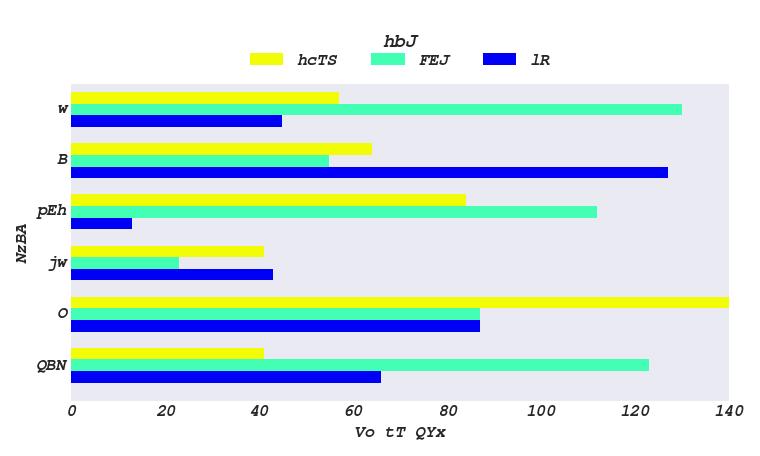 hbJ
hcTS FEJ lR
w
B
pEh
jw
O
QBN
NzBA
0 20 40 60 80 100 120 140
Vo tT QYx